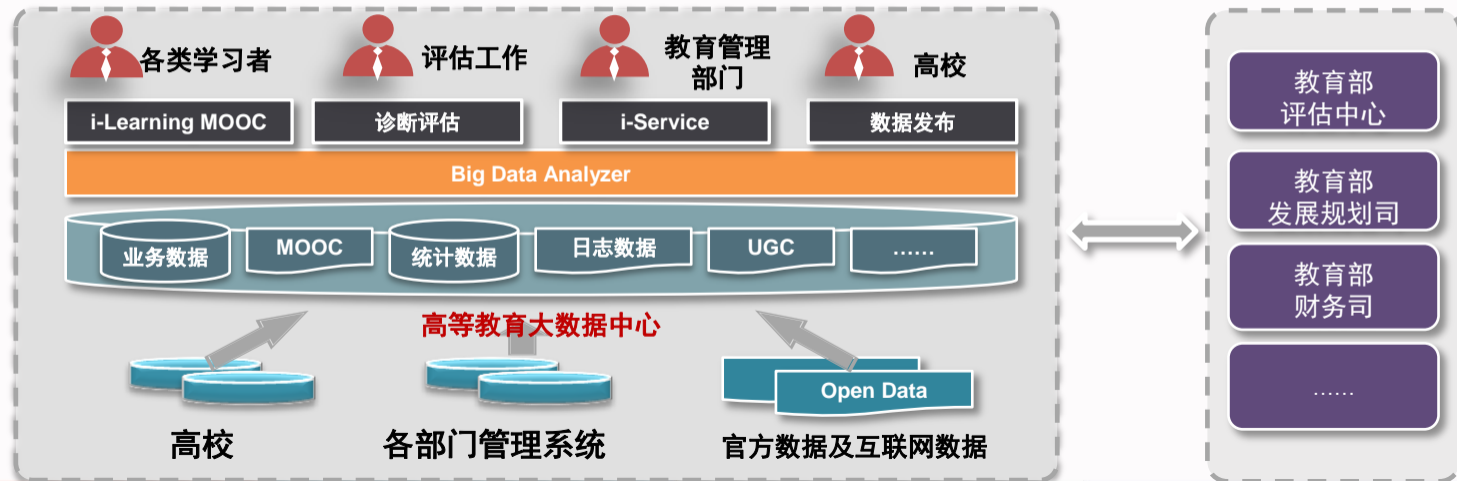 各类学习者
评估工作
教育管理
部门
高校
i-Learning MOOC
诊断评估
i-Service
数据发布
Big Data Analyzer
业务数据
MOOC
统计数据
日志数据
UGC
……
高等教育大数据中心
Open Data
高校
各部门管理系统
官方数据及互联网数据
教育部
评估中心
教育部
发展规划司
教育部
财务司
……